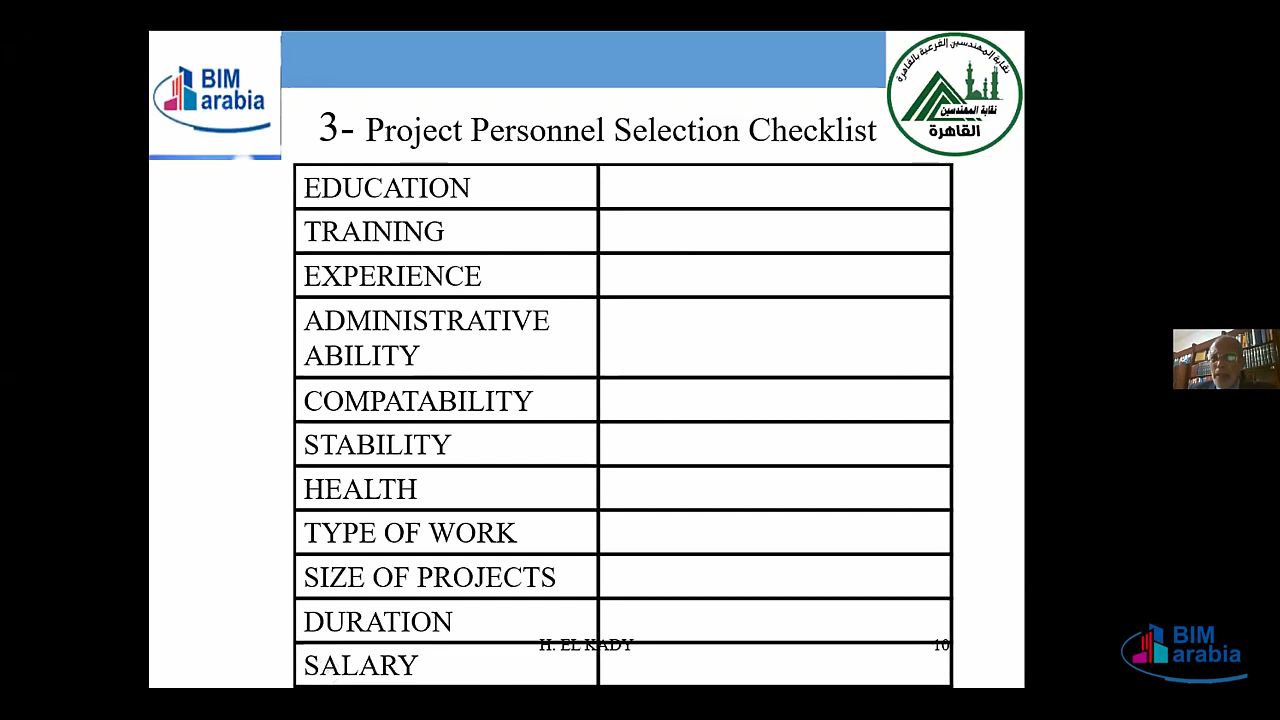 BIM
arabia
نقابة المهندسين الفرعية بالقاهرة
نقابة المهندسين
القاهرة
3- Project Personnel Selection Checklist
EDUCATION
TRAINING
EXPERIENCE
ADMINISTRATIVE
ABILITY
COMPATABILITY
STABILITY
HEALTH
TYPE OF WORK
SIZE OF PROJECTS
DURATION
H. EL KADY
10
SALARY
BIM
arabia